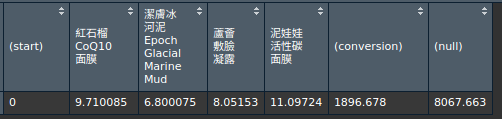 (start)
紅石榴
CoQ10
面膜
潔膚冰
河泥
Epoch
Glacial
Marine
Mud
蘆薈
敷臉
凝露
泥娃娃
活性碳
面膜
(conversion)
(null)
0
9.710085
6.800075
8.05153
11.09724
1896.678
8067.663